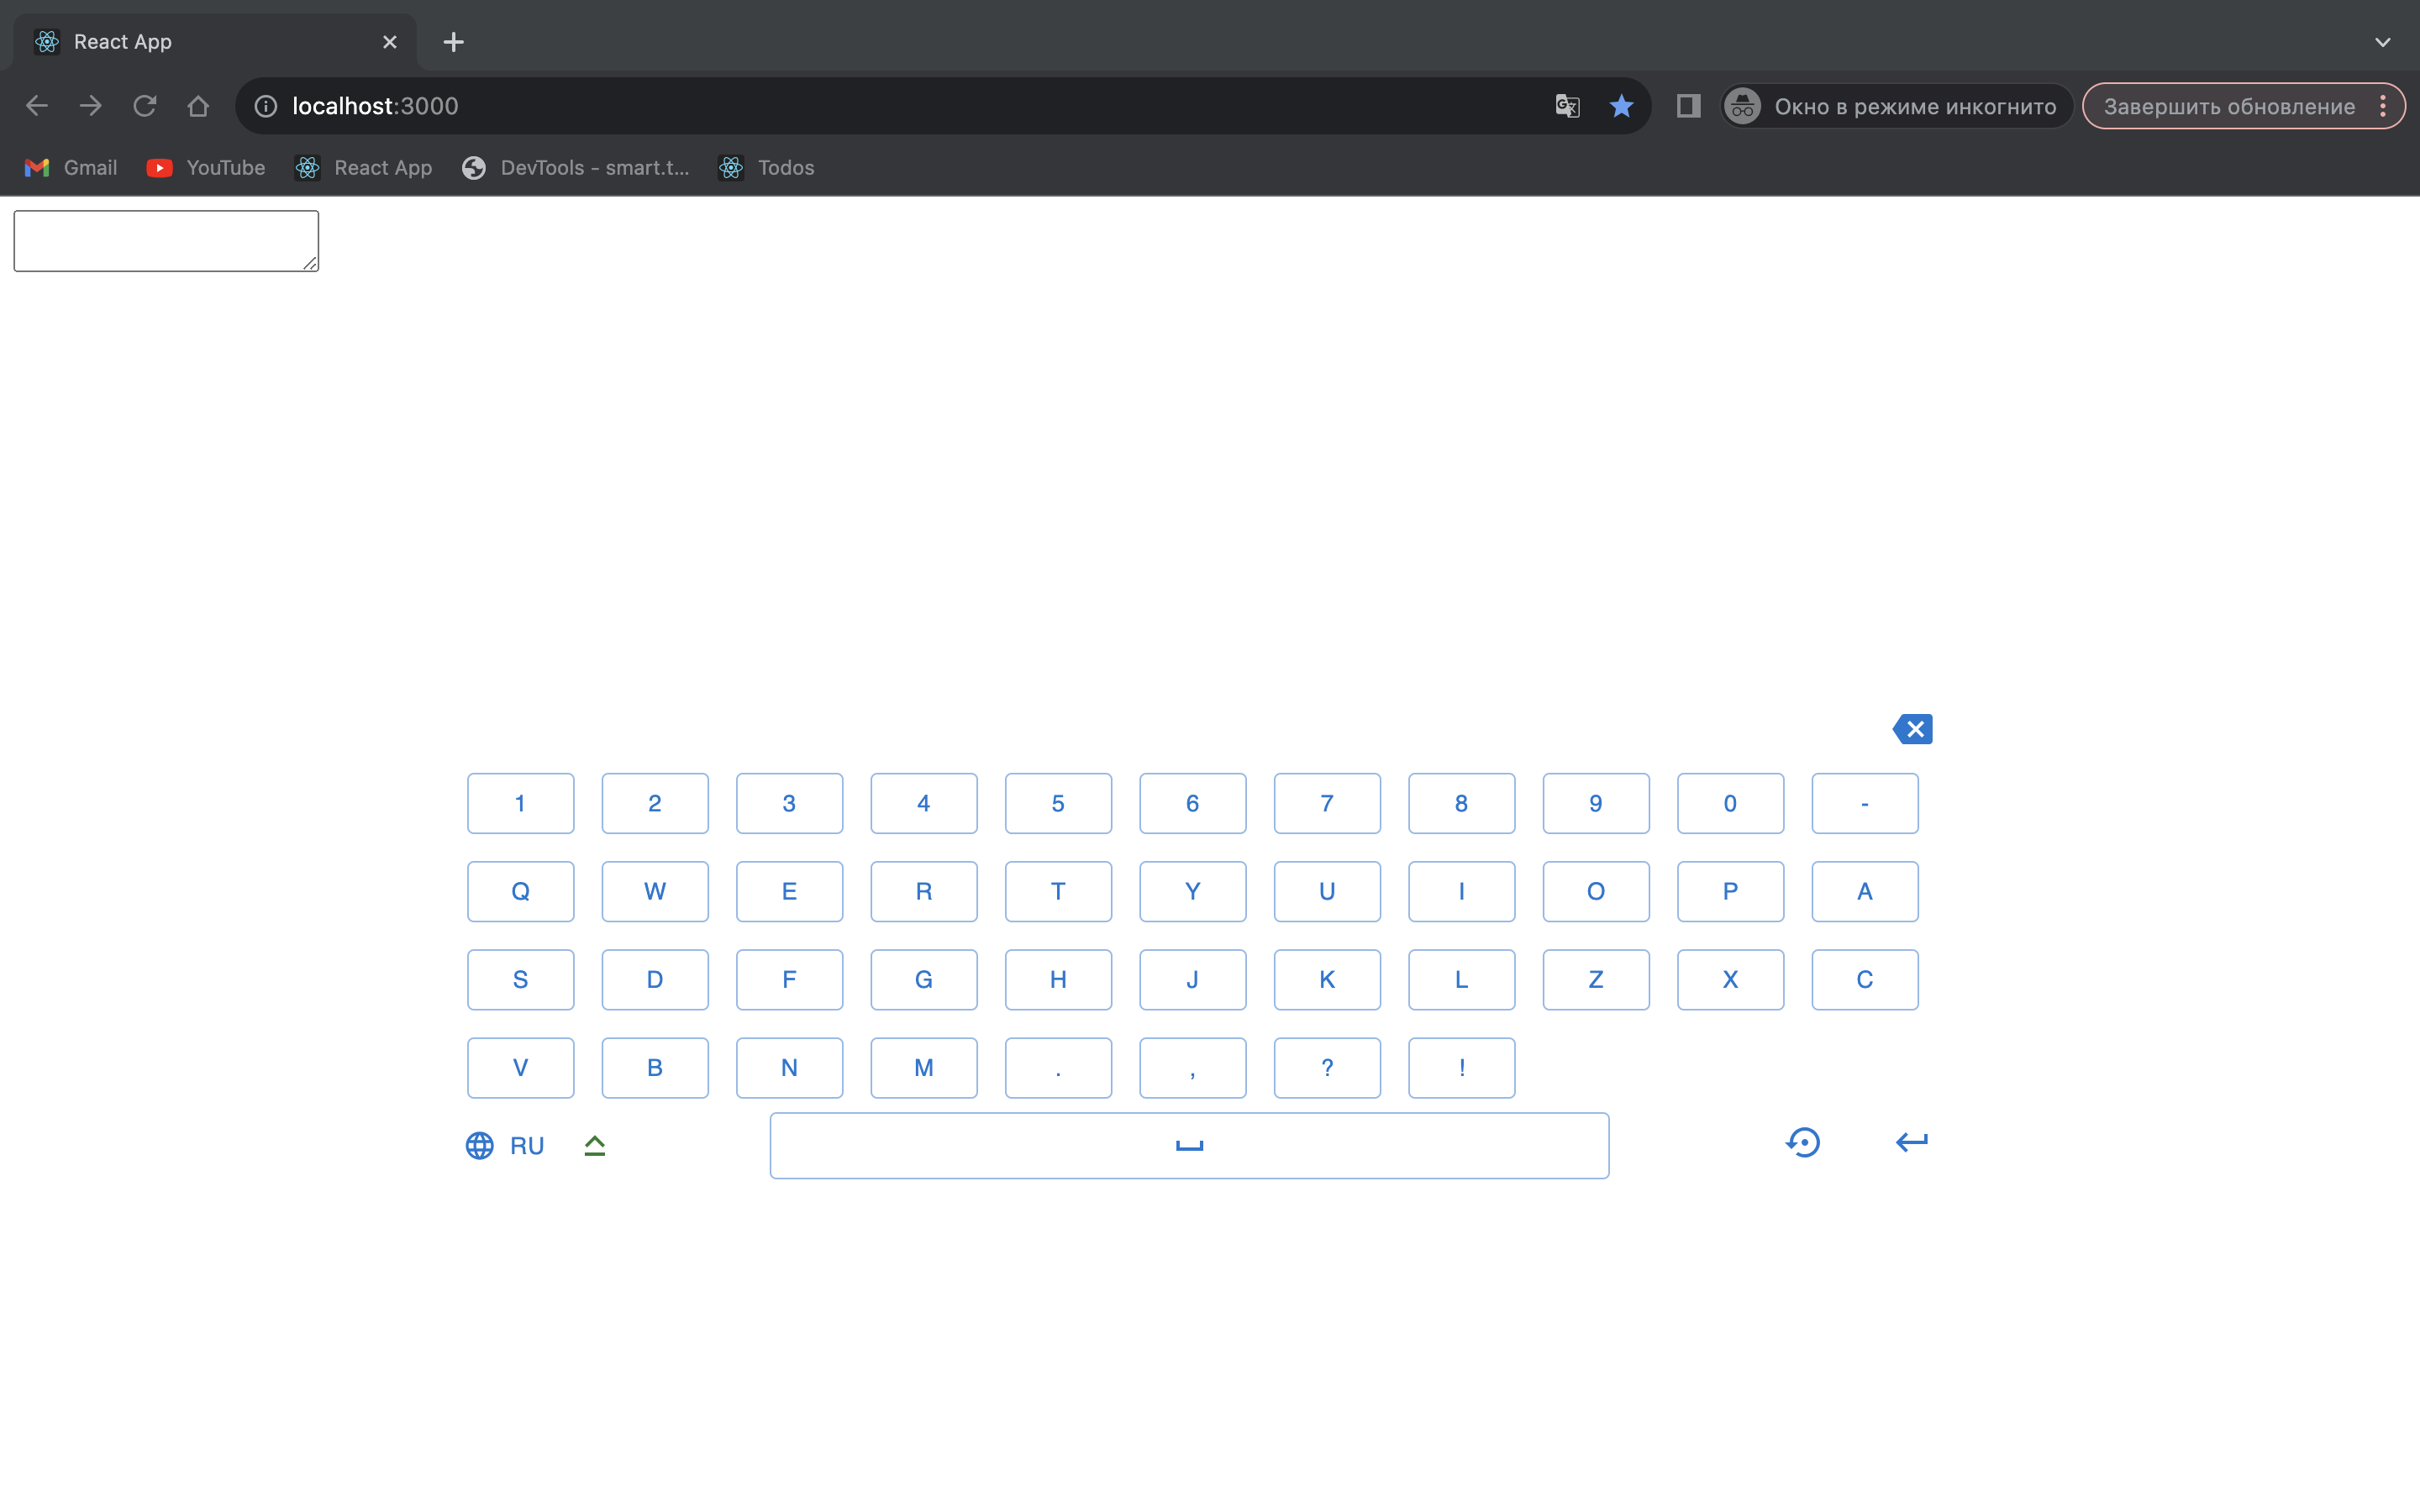 React App
localhost:3000
Окно в режиме инкогнито
Завершить обновление
Gmail YouTube React App DevTools - smart.t... Todos
1 2 3 4 5 6 7 8 9 0 -
Q W E R T Y U I O P A
S D F G H J K L Z X C
V B N M . , ? !
RU